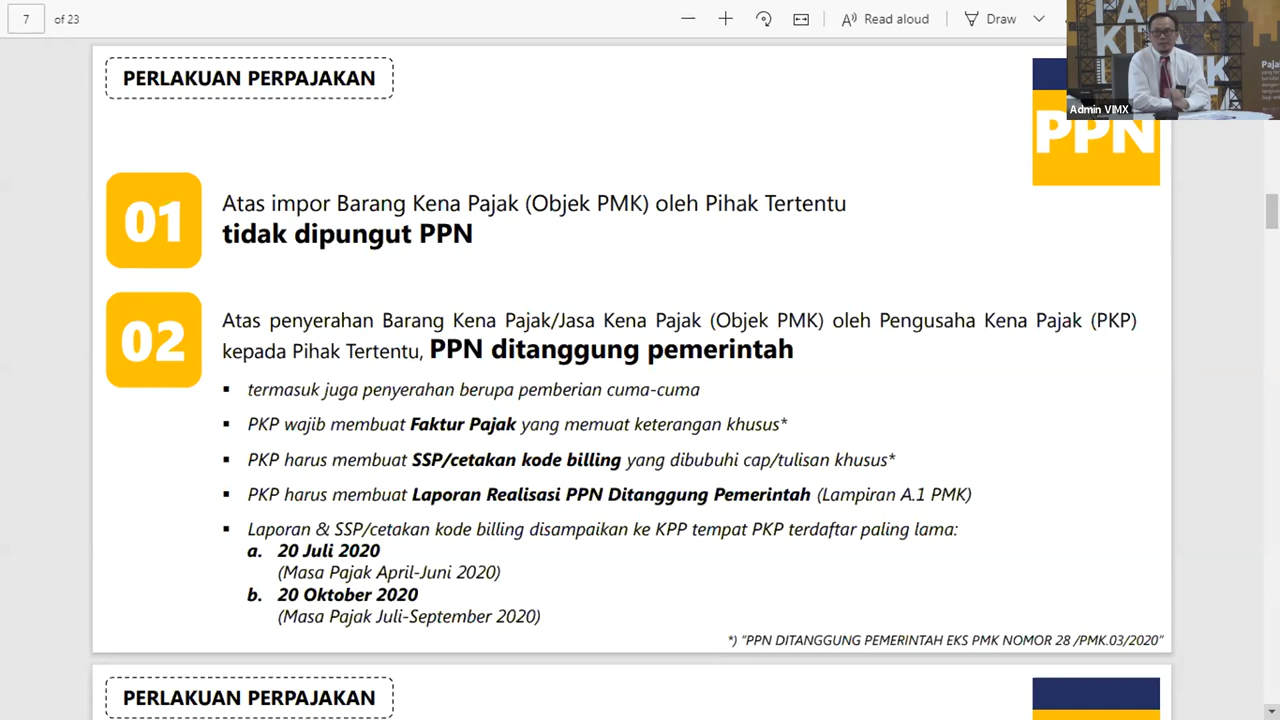 7 of 23
Read aloud
Draw
PERLAKUAN PERPAJAKAN
Admin VIMX
PPN
01
Atas impor Barang Kena Pajak (Objek PMK) oleh Pihak Tertentu
tidak dipungut PPN
02
Atas penyerahan Barang Kena Pajak/Jasa Kena Pajak (Objek PMK) oleh Pengusaha Kena Pajak (PKP)
kepada Pihak Tertentu, PPN ditanggung pemerintah
▪ termasuk juga penyerahan berupa pemberian cuma-cuma
▪ PKP wajib membuat Faktur Pajak yang memuat keterangan khusus*
▪ PKP harus membuat SSP/cetakan kode billing yang dibubuhi cap/tulisan khusus*
▪ PKP harus membuat Laporan Realisasi PPN Ditanggung Pemerintah (Lampiran A.1 PMK)
▪ Laporan & SSP/cetakan kode billing disampaikan ke KPP tempat PKP terdaftar paling lama:
a. 20 Juli 2020
(Masa Pajak April-Juni 2020)
b. 20 Oktober 2020
(Masa Pajak Juli-September 2020)
*) "PPN DITANGGUNG PEMERINTAH EKS PMK NOMOR 28 /PMK.03/2020"
PERLAKUAN PERPAJAKAN